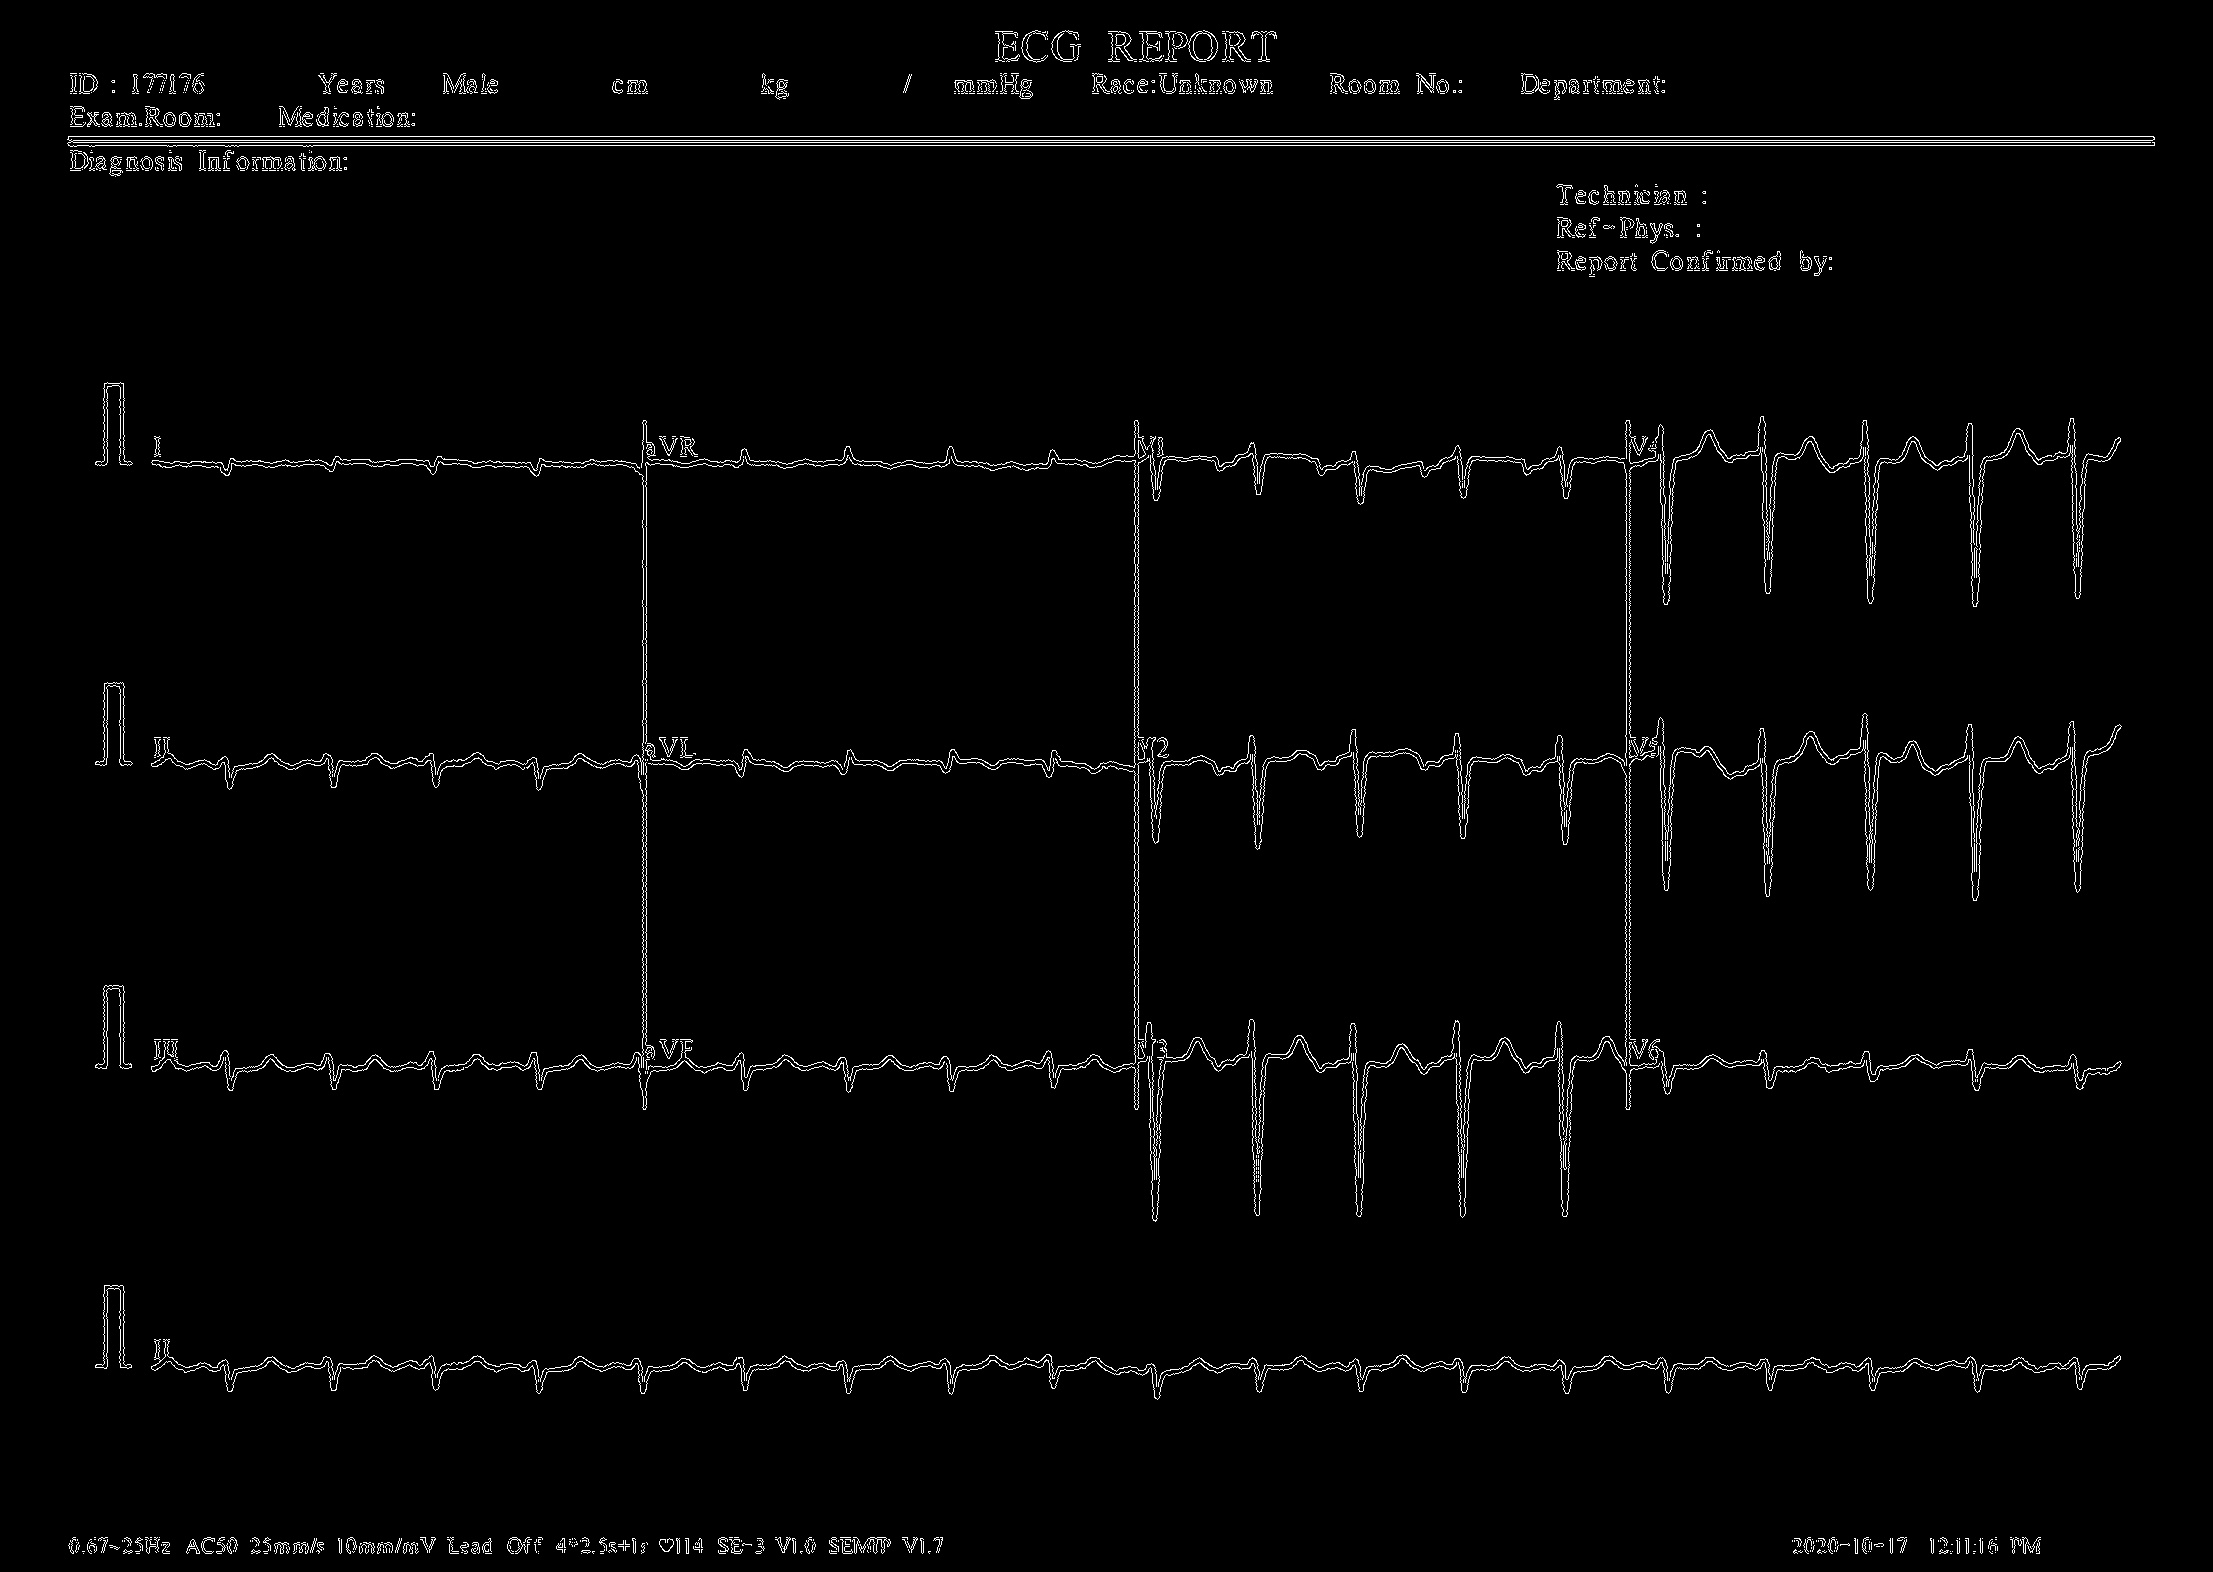 ECG REPORT
ID : 177176 Years Male cm kg / mmHg Race:Unknown Room No.: Department:
Exam.Room: Medication:
Diagnosis Information:
Technician :
Ref-Phys. :
Report Confirmed by:
I aVR V1 V4
II aVL V2 V5
III aVF V3 V6
II
0.67~25Hz AC50 25mm/s 10mm/mV Lead Off 4*2.5s+1r ♡114 SE-3 V1.0 SEMIP V1.7 2020-10-17 12:11:16 PM